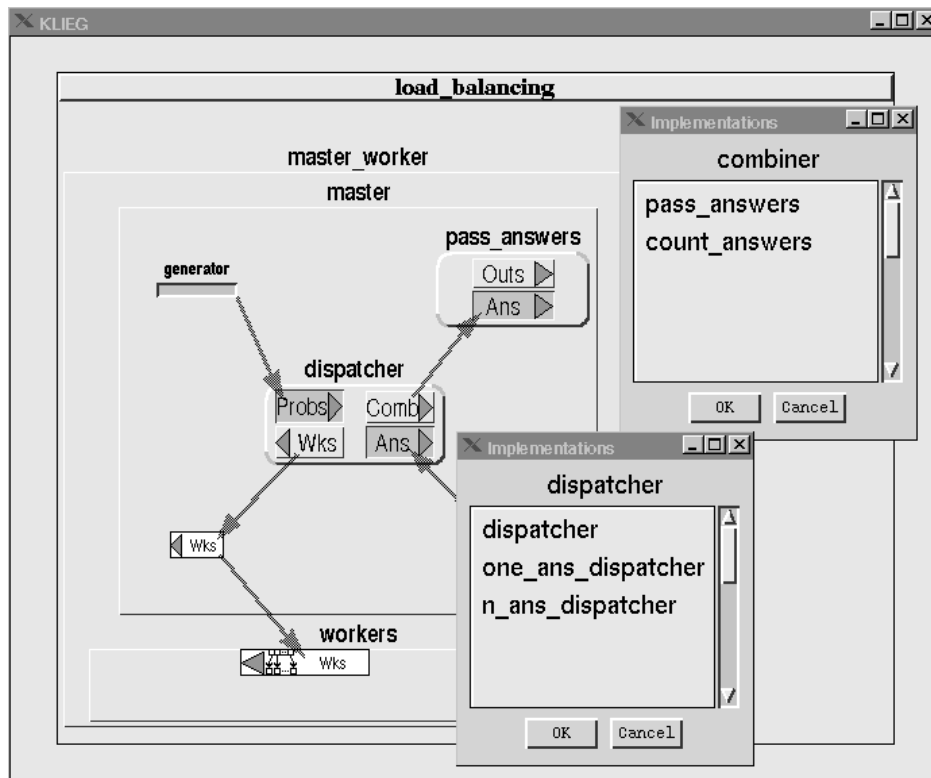 KLIEG
load_balancing
Implementations
combiner
pass_answers
count_answers
OK Cancel
master_worker
master
pass_answers
Outs
Ans
generator
dispatcher
Probs Comb
Wks Ans
Wks
workers
Wks
Implementations
dispatcher
dispatcher
one_ans_dispatcher
n_ans_dispatcher
OK Cancel